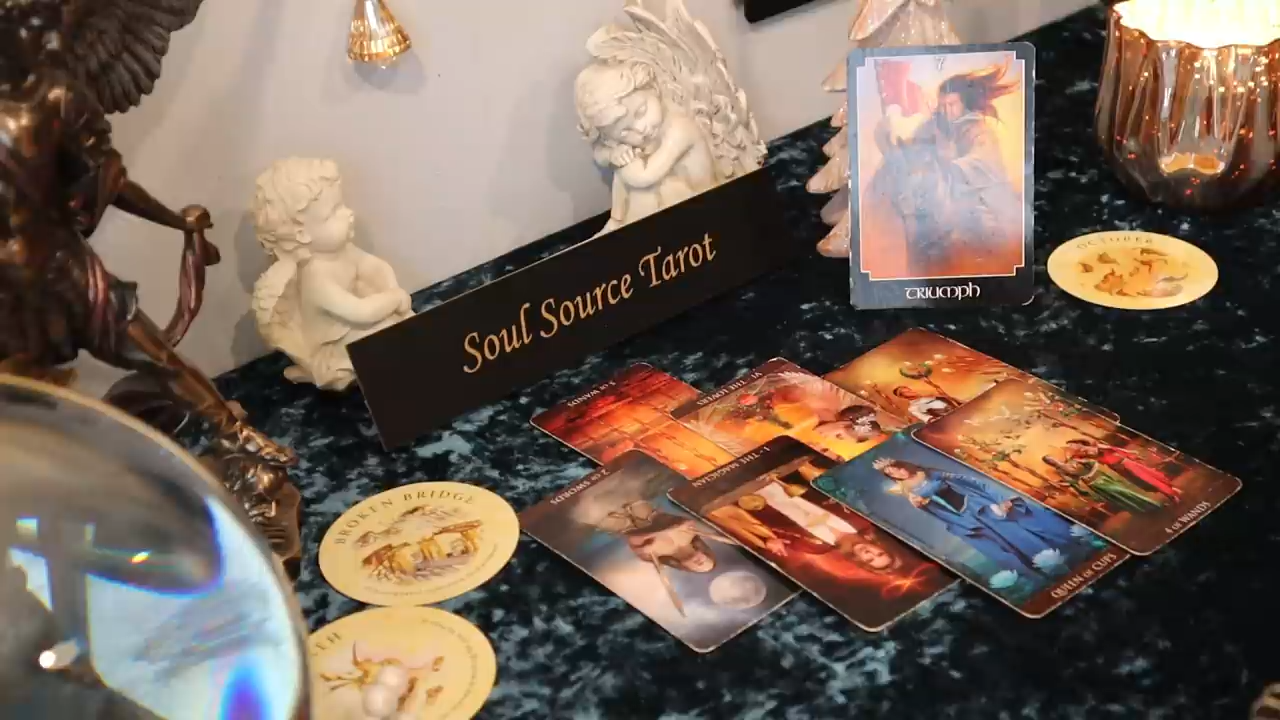 7
TRIUMPH
OCTOBER
Soul Source Tarot
5 OF WANDS
VI - THE LOVERS
4 OF WANDS
I - THE MAGICIAN
2 OF SWORDS
QUEEN OF CUPS
BROKEN BRIDGE